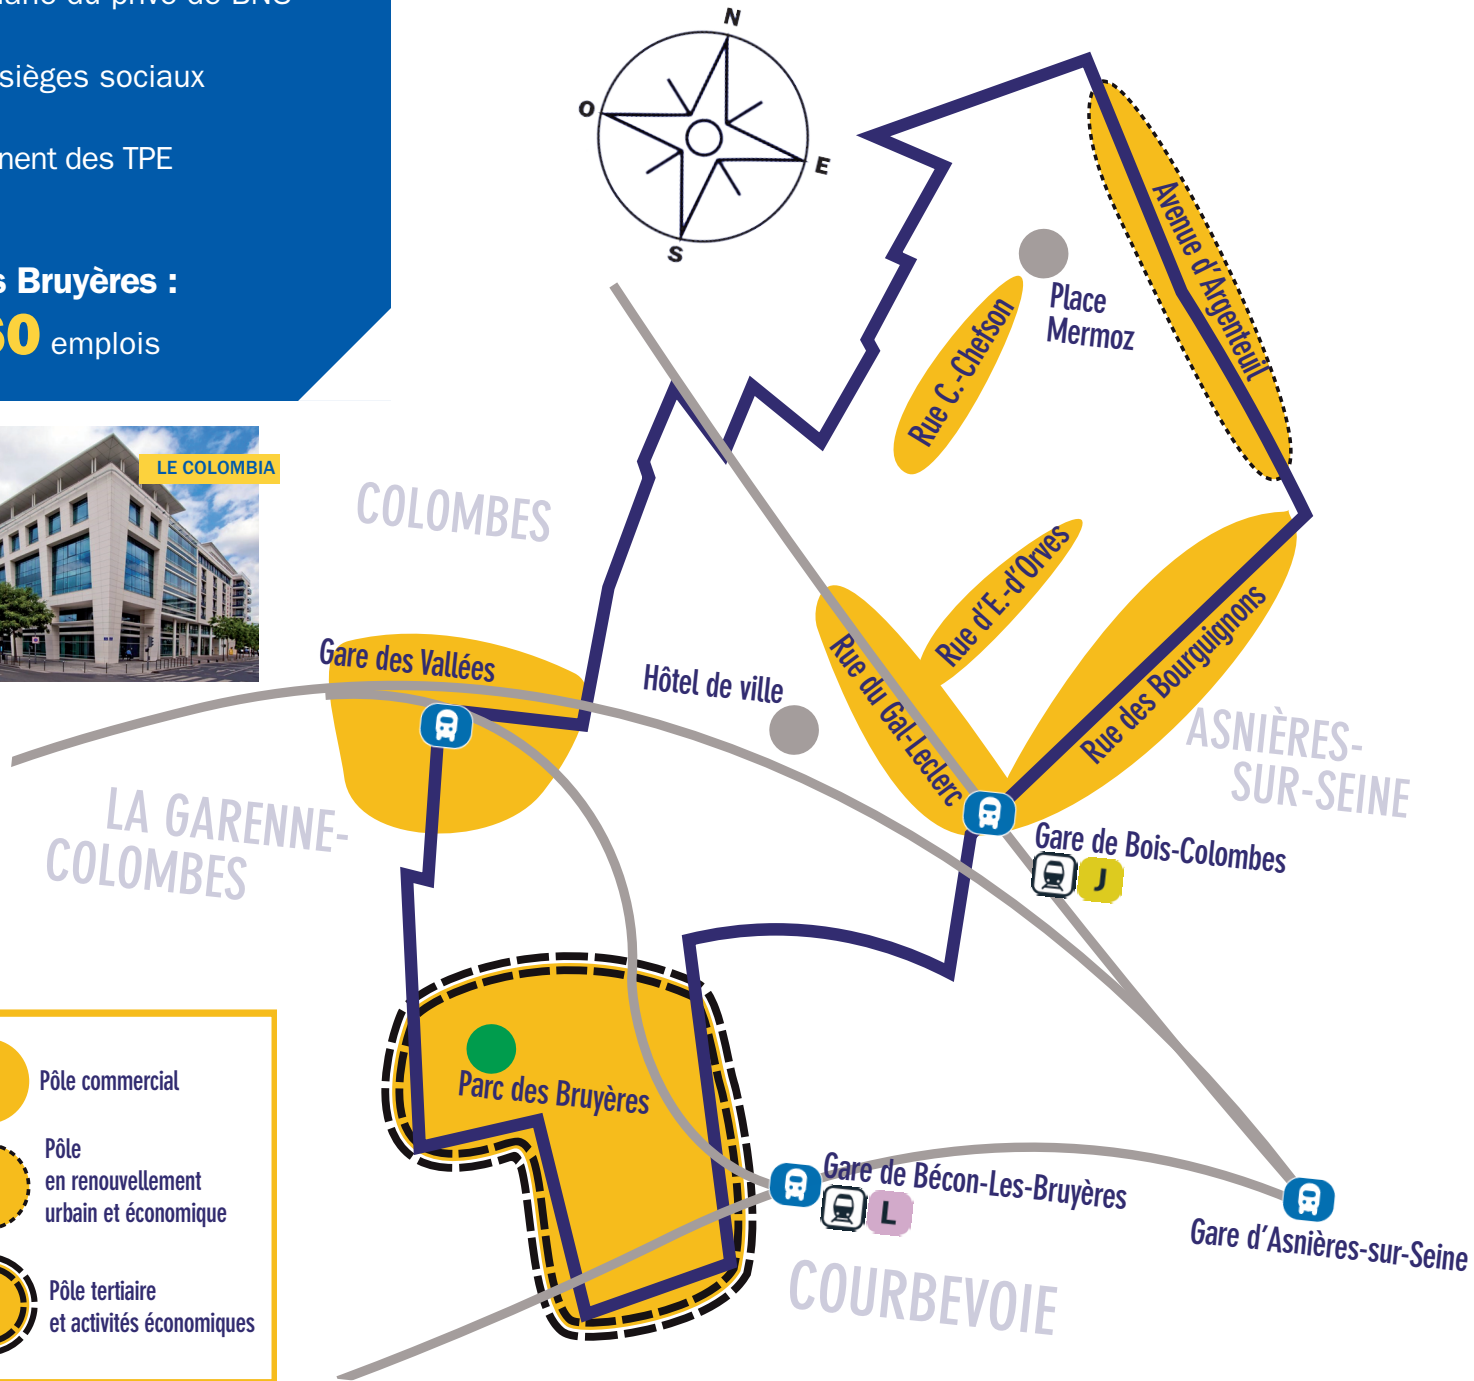 sièges sociaux
nent des TPE
s Bruyères :
60 emplois
LE COLOMBIA
N
O
E
S
Place
Mermoz
Avenue d'Argenteuil
Rue C.-Chefson
COLOMBES
Rue d'E.-d'Orves
Gare des Vallées
Hôtel de ville
Rue du Gal-Leclerc
Rue des Bourguignons
ASNIÈRES-
SUR-SEINE
LA GARENNE-
COLOMBES
Gare de Bois-Colombes
J
Parc des Bruyères
Gare de Bécon-Les-Bruyères
L
Gare d'Asnières-sur-Seine
COURBEVOIE
Pôle commercial
Pôle
en renouvellement
urbain et économique
Pôle tertiaire
et activités économiques